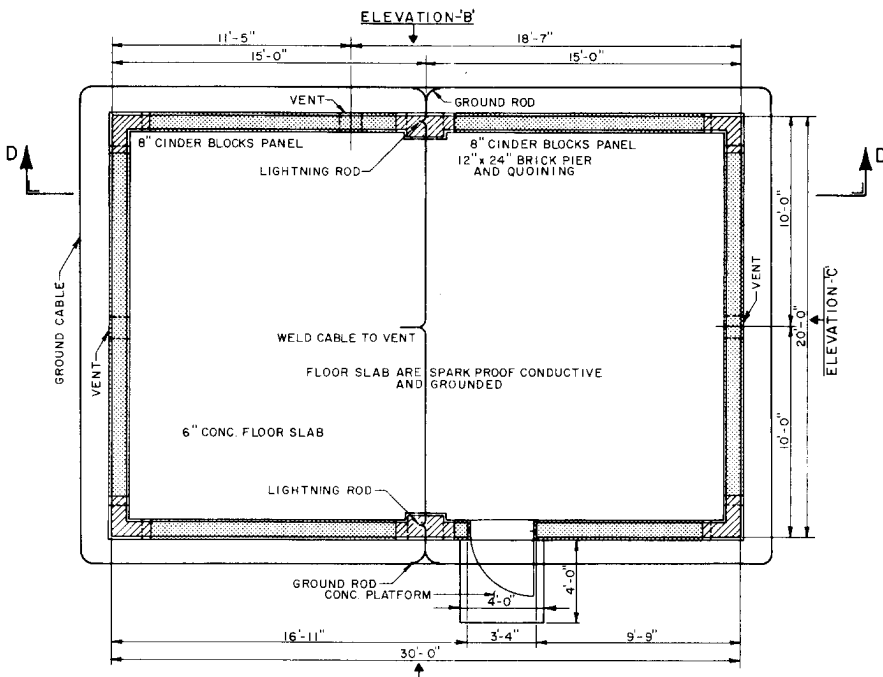 ELEVATION-'B'
11'-5"
18'-7"
15'-0"
15'-0"
VENT
GROUND ROD
8" CINDER BLOCKS PANEL
8" CINDER BLOCKS PANEL
12" x 24" BRICK PIER
AND QUOINING
LIGHTNING ROD
D
D
10'-0"
GROUND CABLE
VENT
VENT
20'-0"
ELEVATION-'C'
WELD CABLE TO VENT
FLOOR SLAB ARE SPARK PROOF CONDUCTIVE
AND GROUNDED
10'-0"
6" CONC. FLOOR SLAB
LIGHTNING ROD
GROUND ROD
CONC. PLATFORM
4'-0"
4'-0"
16'-11"
3'-4"
9'-9"
30'-0"